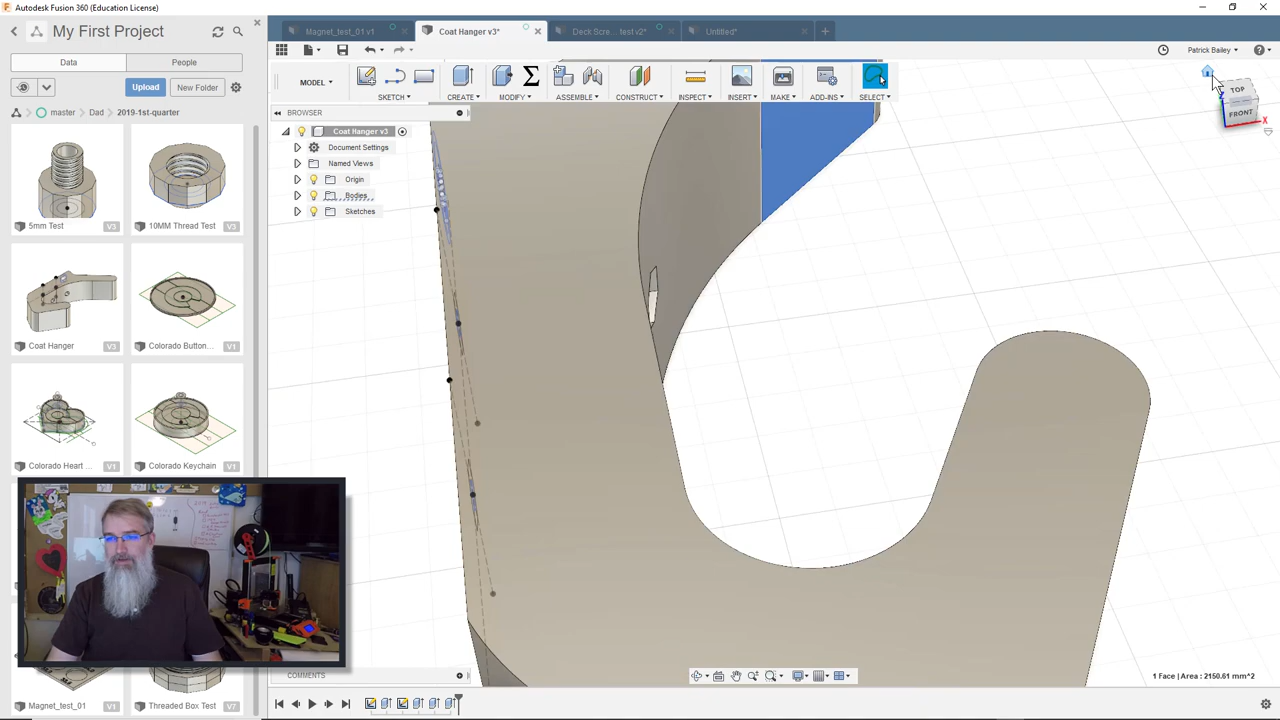 Autodesk Fusion 360 (Education License)
My First Project
Data
People
Upload
New Folder
master
Dad
2019-1st-quarter
5mm Test
V3
10MM Thread Test
V3
Coat Hanger
V3
Colorado Button...
V1
Colorado Heart ...
V1
Colorado Keychain
V1
Magnet_test_01
V1
Threaded Box Test
V7
Magnet_test_01 v1
Coat Hanger v3*
Deck Scre... test v2*
Untitled*
Patrick Bailey
MODEL
SKETCH
CREATE
MODIFY
ASSEMBLE
CONSTRUCT
INSPECT
INSERT
MAKE
ADD-INS
SELECT
BROWSER
Coat Hanger v3
Document Settings
Named Views
Origin
Bodies
Sketches
TOP
FRONT
Z
X
COMMENTS
1 Face | Area : 2150.61 mm^2